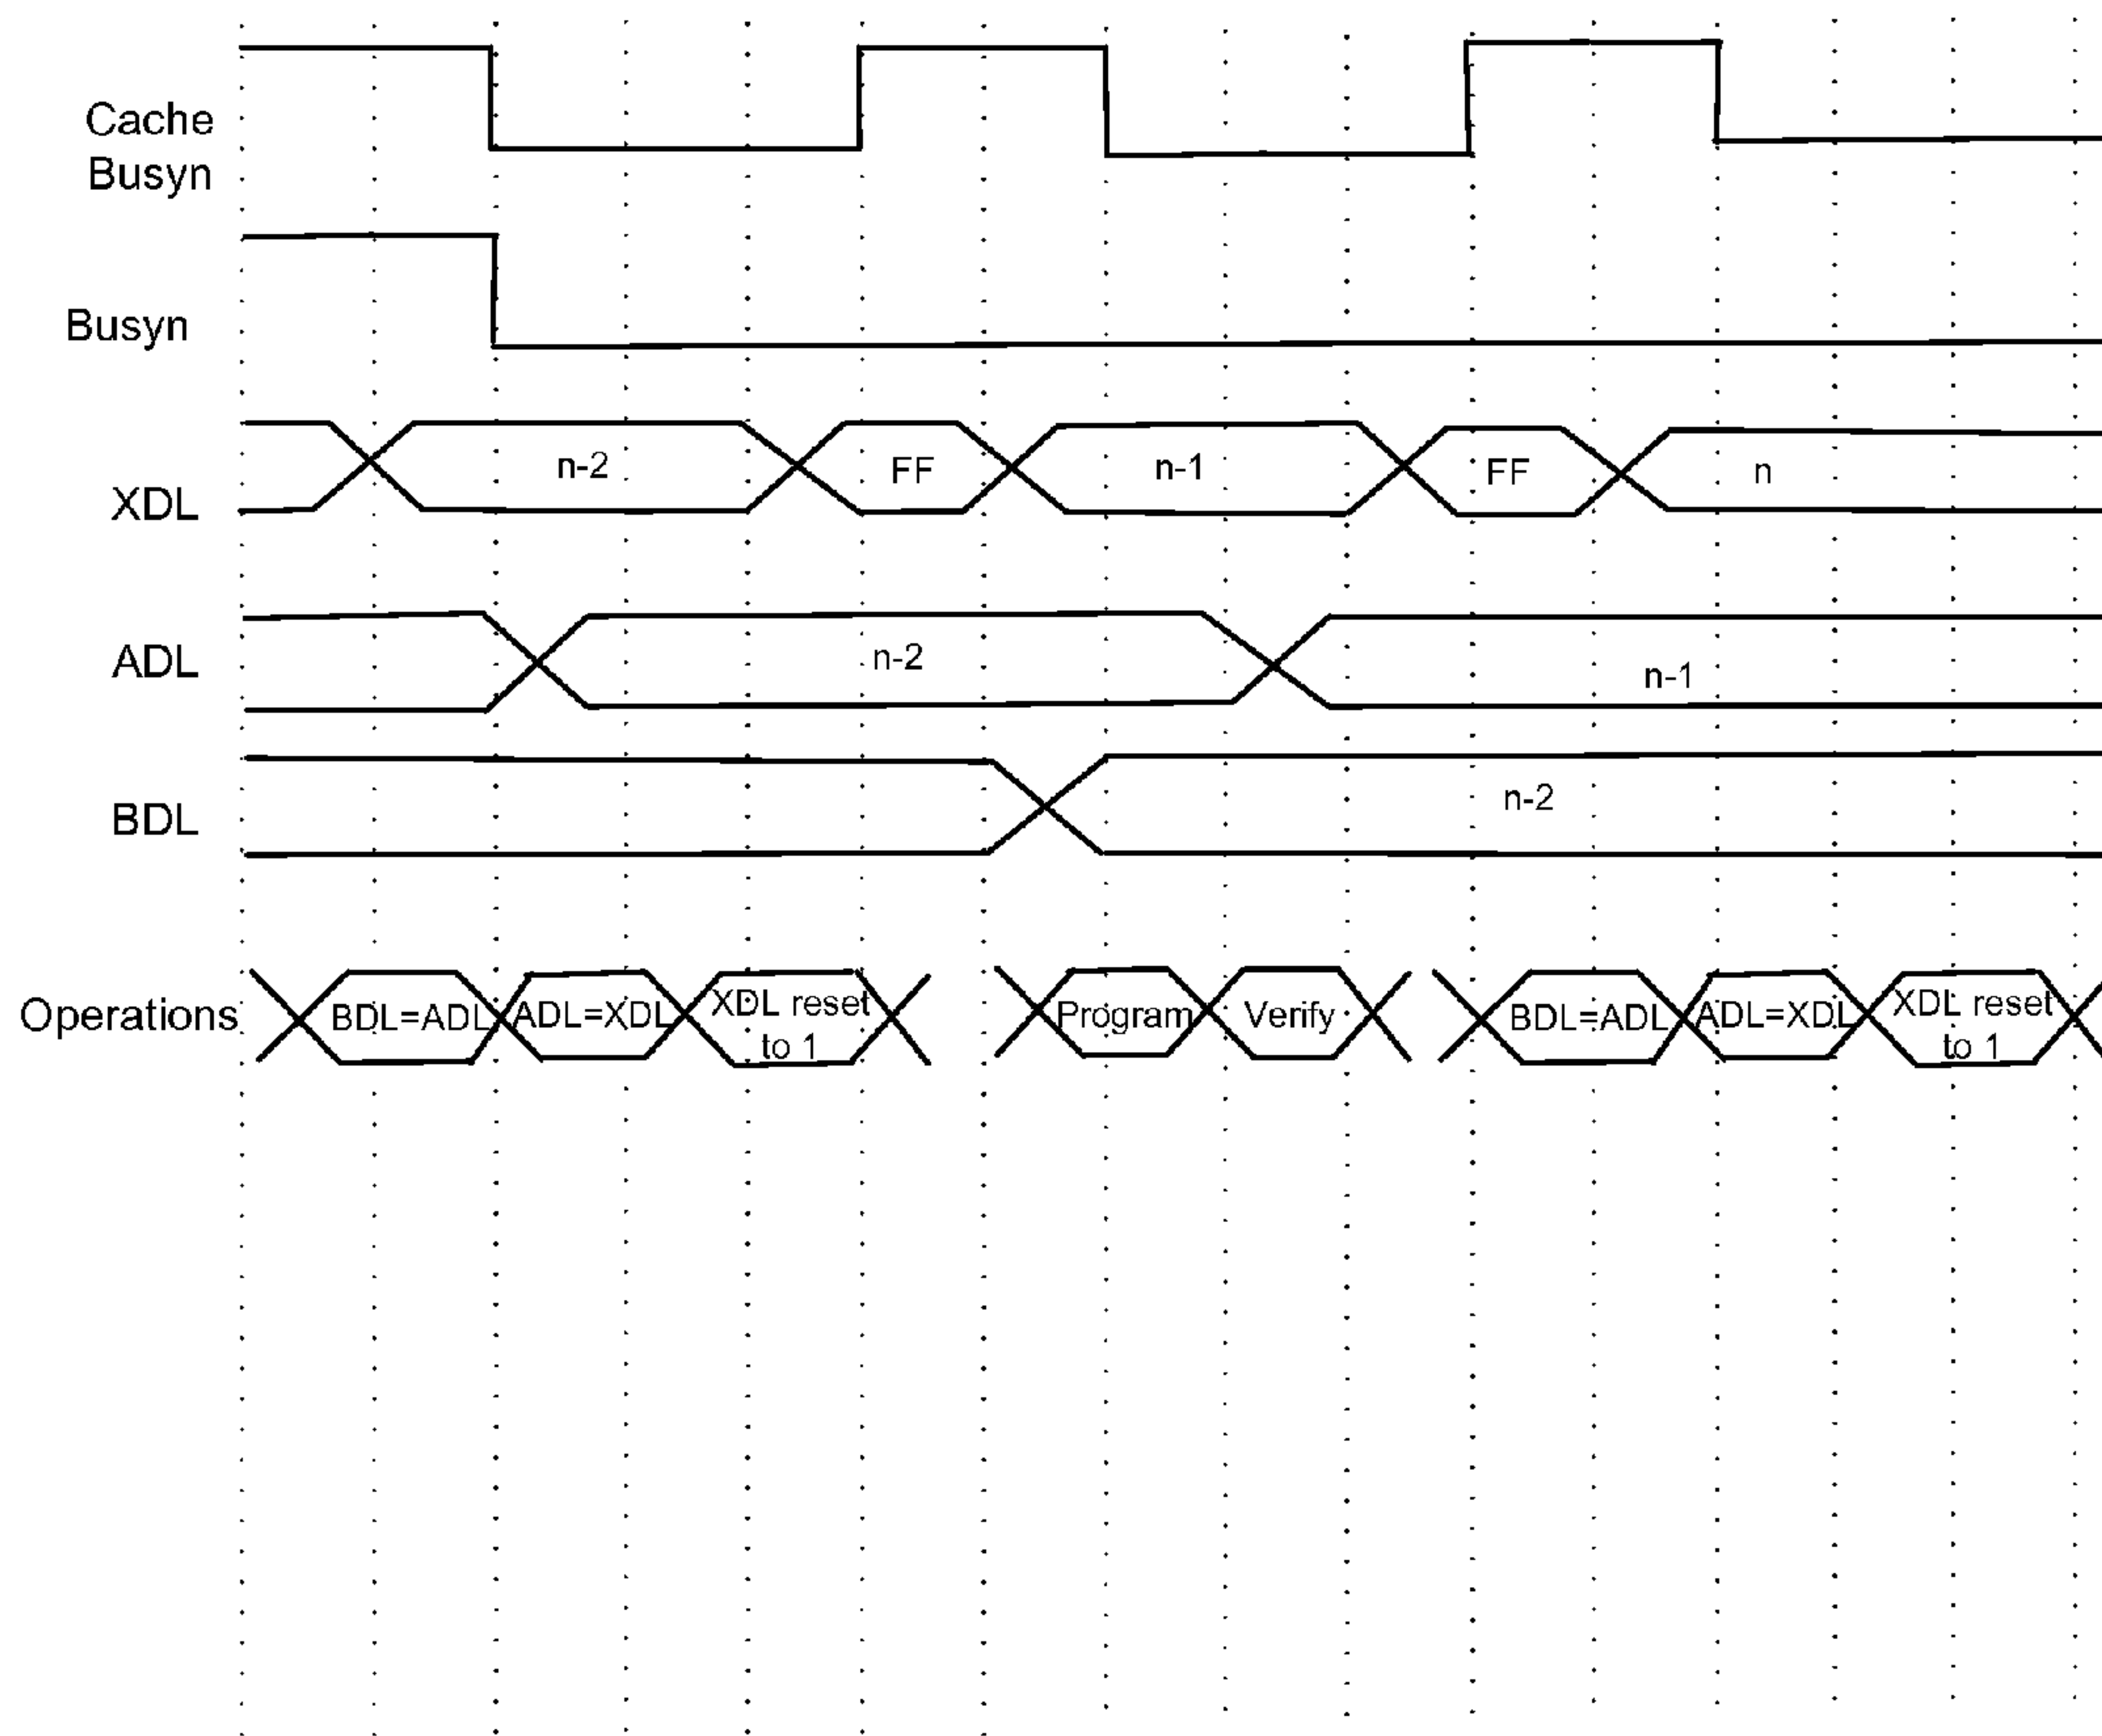 Cache
Busyn
Busyn
XDL
n-2
FF
n-1
FF
n
ADL
n-2
n-1
BDL
n-2
Operations
BDL=ADL
ADL=XDL
XDL reset
to 1
Program
Verify
BDL=ADL
ADL=XDL
XDL reset
to 1